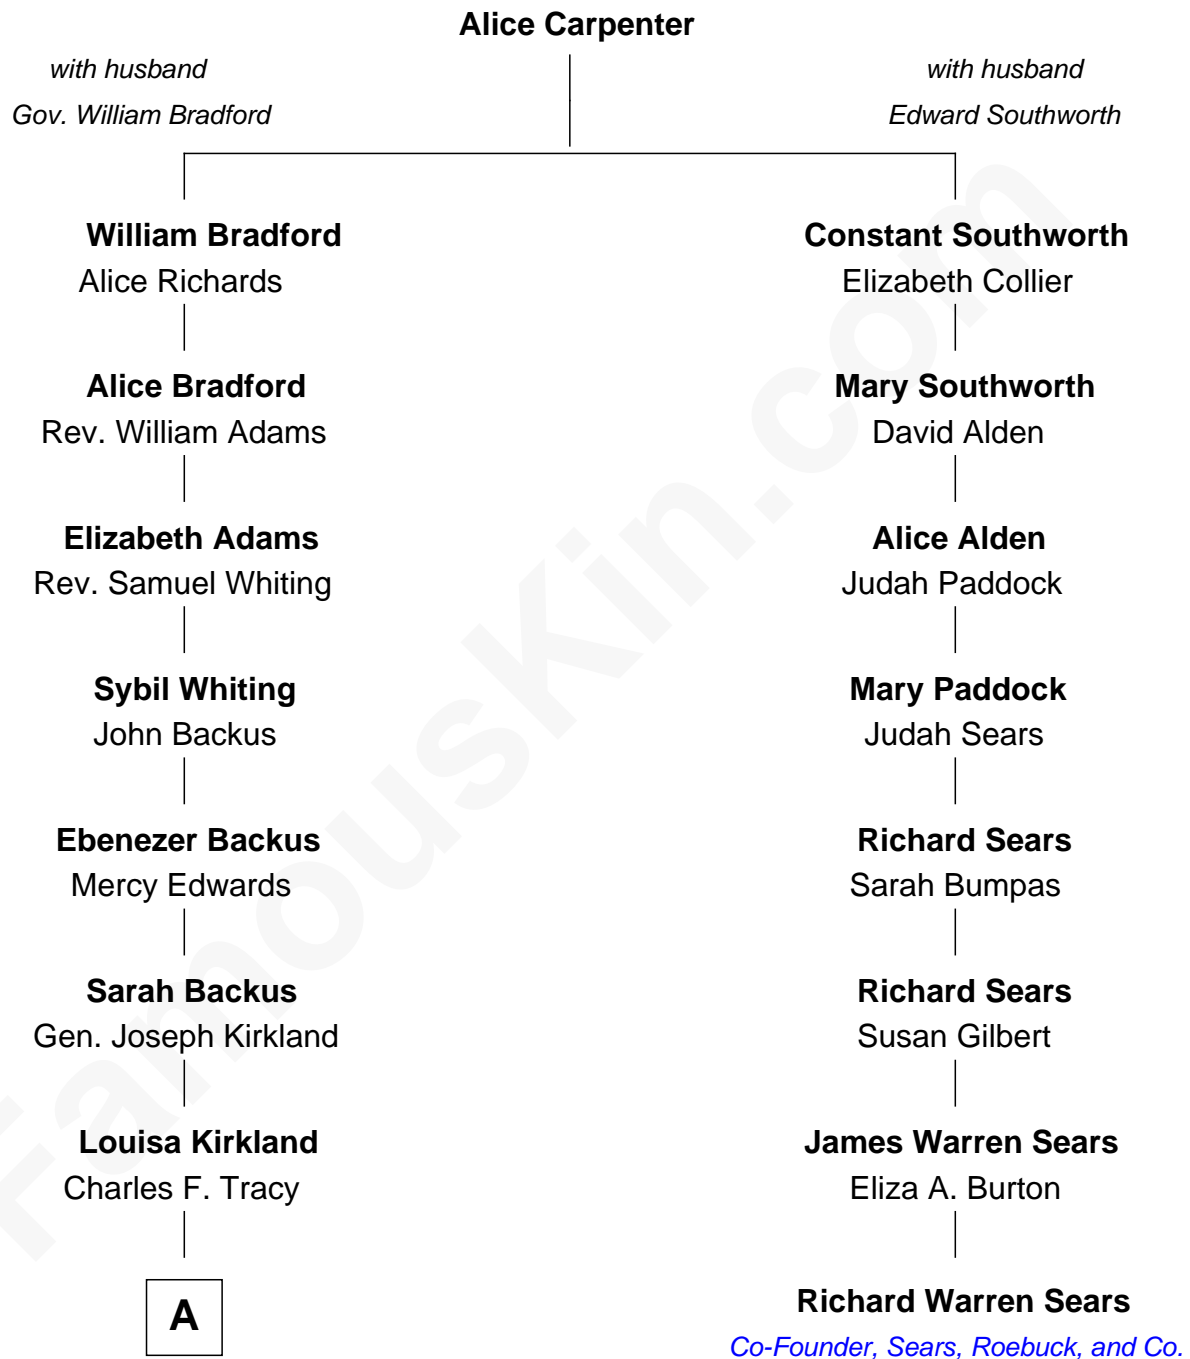 Alice Carpenter
with husband
Gov. William Bradford
with husband
Edward Southworth
William Bradford
Alice Richards
Constant Southworth
Elizabeth Collier
Alice Bradford
Rev. William Adams
Mary Southworth
David Alden
Elizabeth Adams
Rev. Samuel Whiting
Alice Alden
Judah Paddock
Sybil Whiting
John Backus
Mary Paddock
Judah Sears
Ebenezer Backus
Mercy Edwards
Richard Sears
Sarah Bumpas
Sarah Backus
Gen. Joseph Kirkland
Richard Sears
Susan Gilbert
Louisa Kirkland
Charles F. Tracy
James Warren Sears
Eliza A. Burton
A
Richard Warren Sears
Co-Founder, Sears, Roebuck, and Co.
FamousKin.com